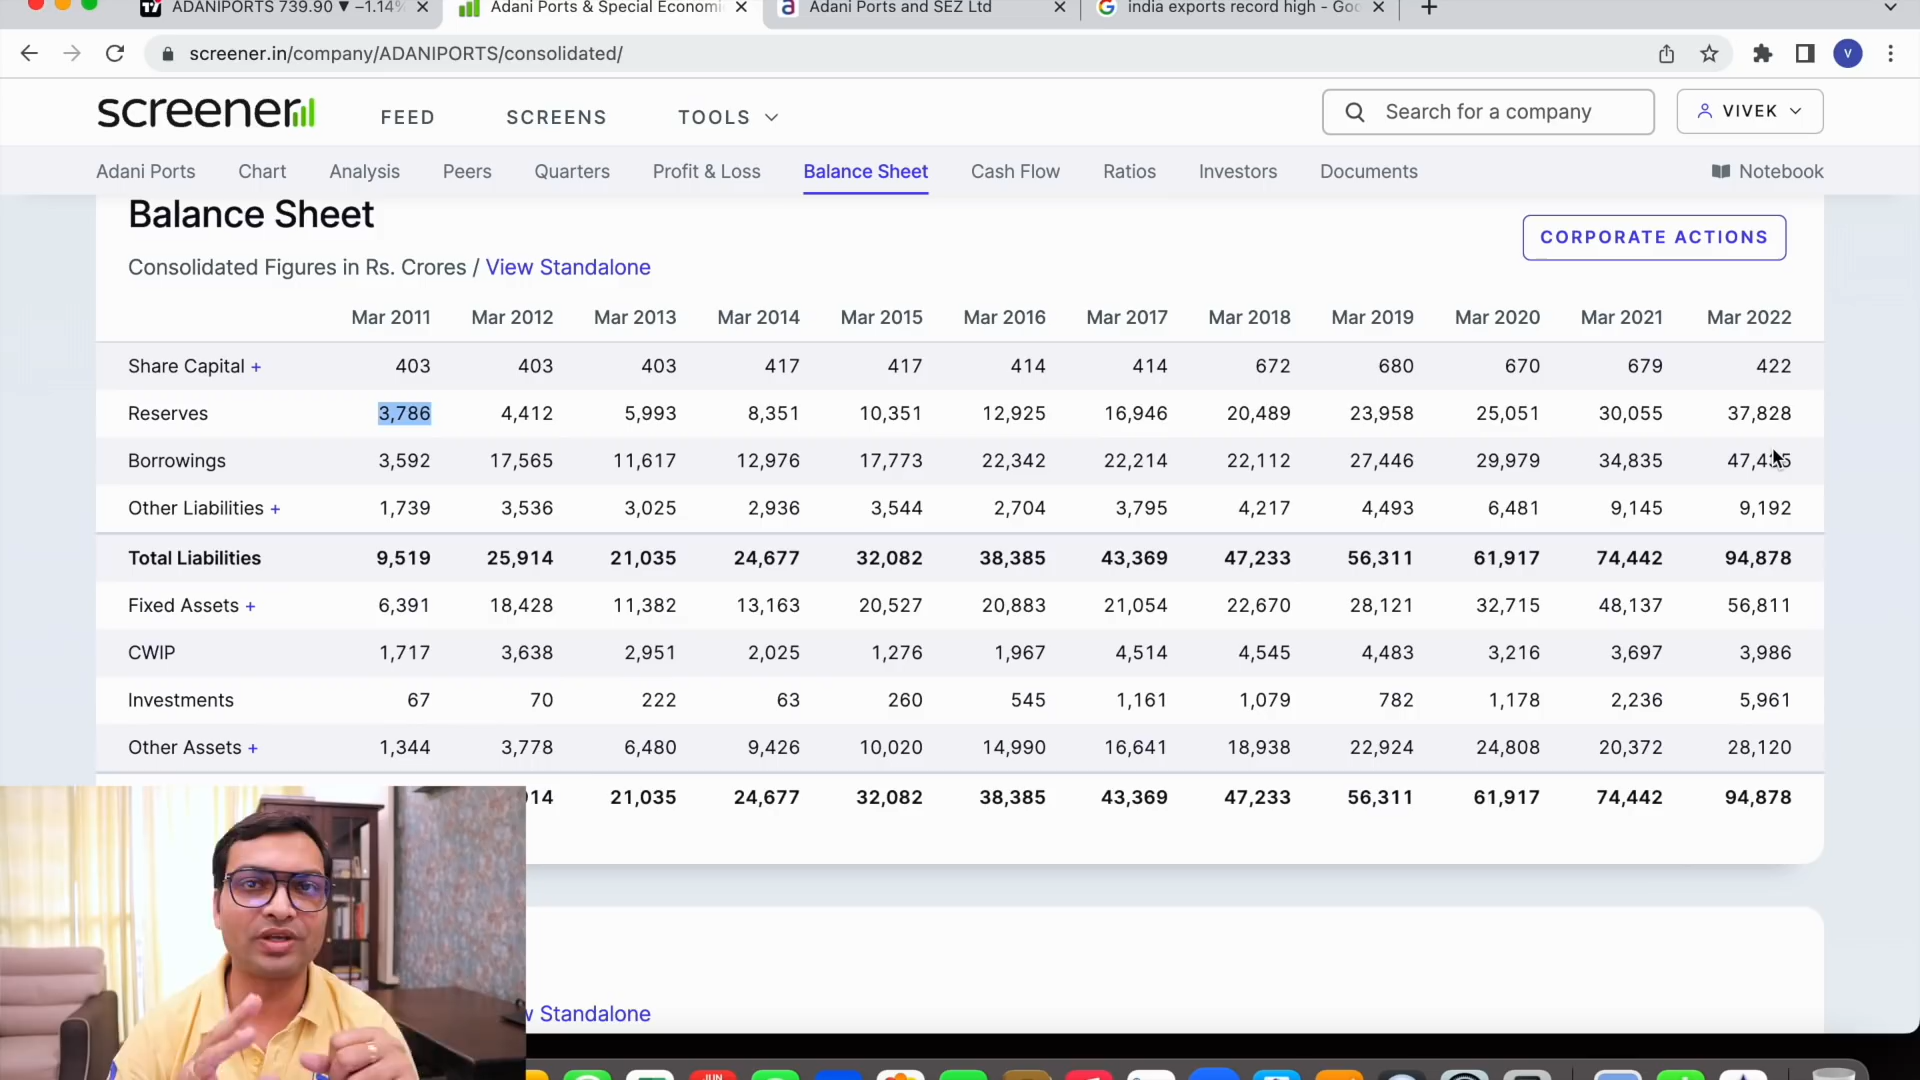 ADANIPORTS 739.90 ▼ −1.14%
Adani Ports & Special Economi
Adani Ports and SEZ Ltd
india exports record high - Goo
screener.in/company/ADANIPORTS/consolidated/
V
screener
FEED SCREENS TOOLS
Search for a company
VIVEK
Adani Ports Chart Analysis Peers Quarters Profit & Loss Balance Sheet Cash Flow Ratios Investors Documents Notebook
Balance Sheet
CORPORATE ACTIONS
Consolidated Figures in Rs. Crores / View Standalone
Mar 2011 Mar 2012 Mar 2013 Mar 2014 Mar 2015 Mar 2016 Mar 2017 Mar 2018 Mar 2019 Mar 2020 Mar 2021 Mar 2022
Share Capital + 403 403 403 417 417 414 414 672 680 670 679 422
Reserves 3,786 4,412 5,993 8,351 10,351 12,925 16,946 20,489 23,958 25,051 30,055 37,828
Borrowings 3,592 17,565 11,617 12,976 17,773 22,342 22,214 22,112 27,446 29,979 34,835
Other Liabilities + 1,739 3,536 3,025 2,936 3,544 2,704 3,795 4,217 4,493 6,481 9,145 9,192
Total Liabilities 9,519 25,914 21,035 24,677 32,082 38,385 43,369 47,233 56,311 61,917 74,442 94,878
Fixed Assets + 6,391 18,428 11,382 13,163 20,527 20,883 21,054 22,670 28,121 32,715 48,137 56,811
CWIP 1,717 3,638 2,951 2,025 1,276 1,967 4,514 4,545 4,483 3,216 3,697 3,986
Investments 67 70 222 63 260 545 1,161 1,079 782 1,178 2,236 5,961
Other Assets + 1,344 3,778 6,480 9,426 10,020 14,990 16,641 18,938 22,924 24,808 20,372 28,120
914 21,035 24,677 32,082 38,385 43,369 47,233 56,311 61,917 74,442 94,878
Standalone
JUN